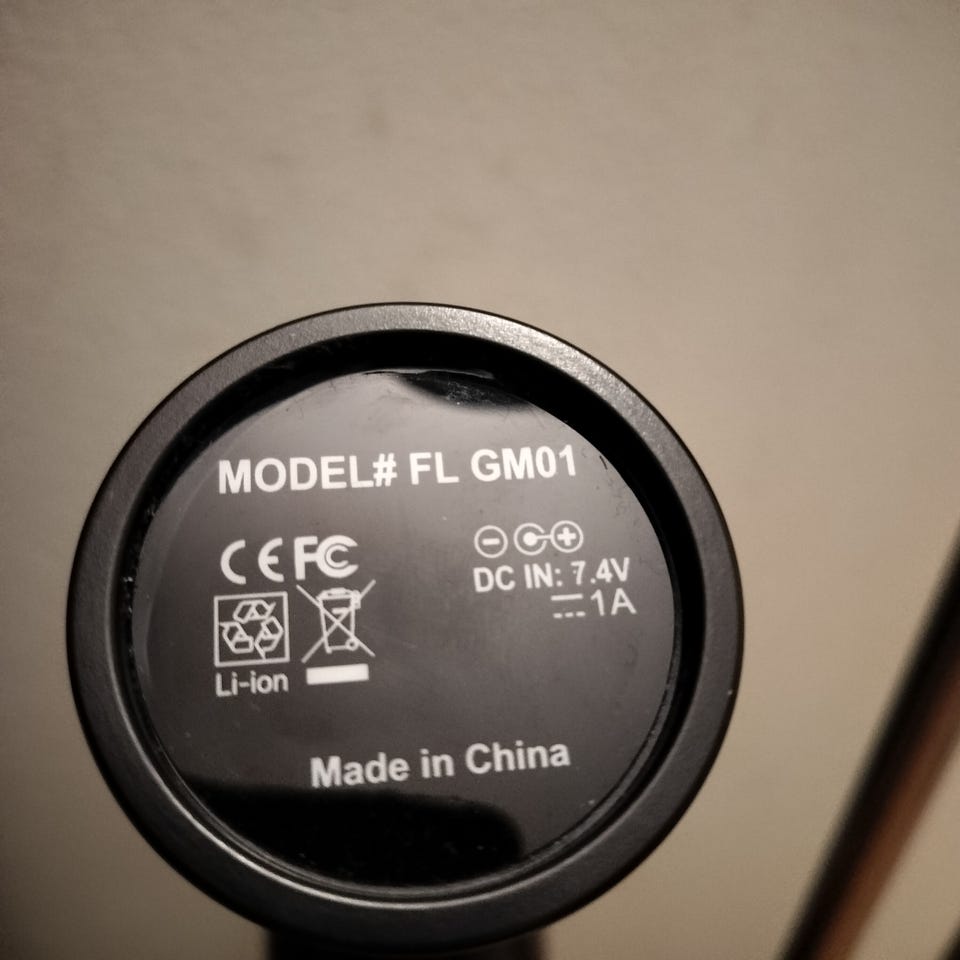 MODEL# FL GM01
CE FC
DC IN: 7.4V
1A
Li-ion
Made in China